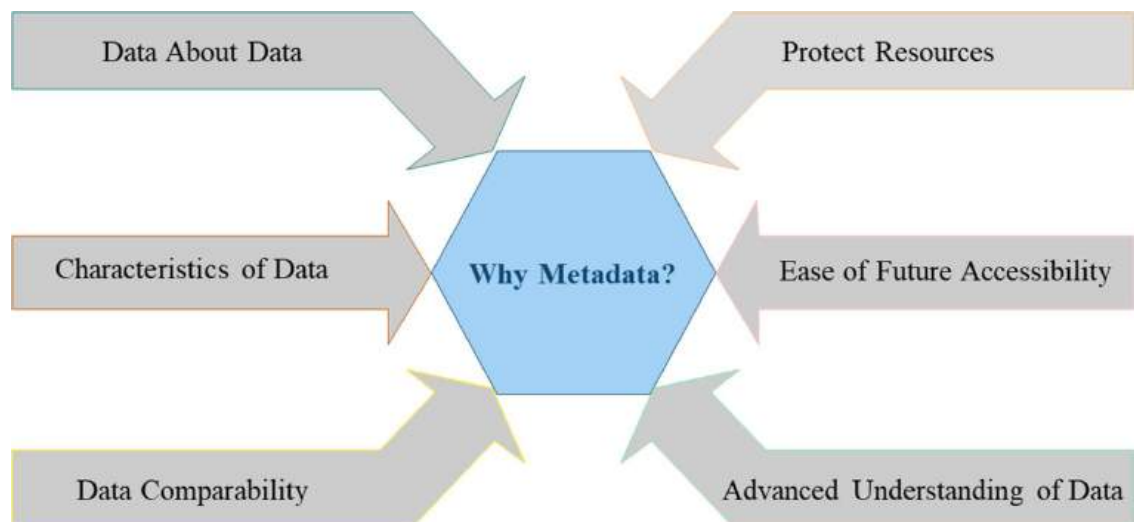 Data About Data
Protect Resources
Characteristics of Data
Why Metadata?
Ease of Future Accessibility
Data Comparability
Advanced Understanding of Data